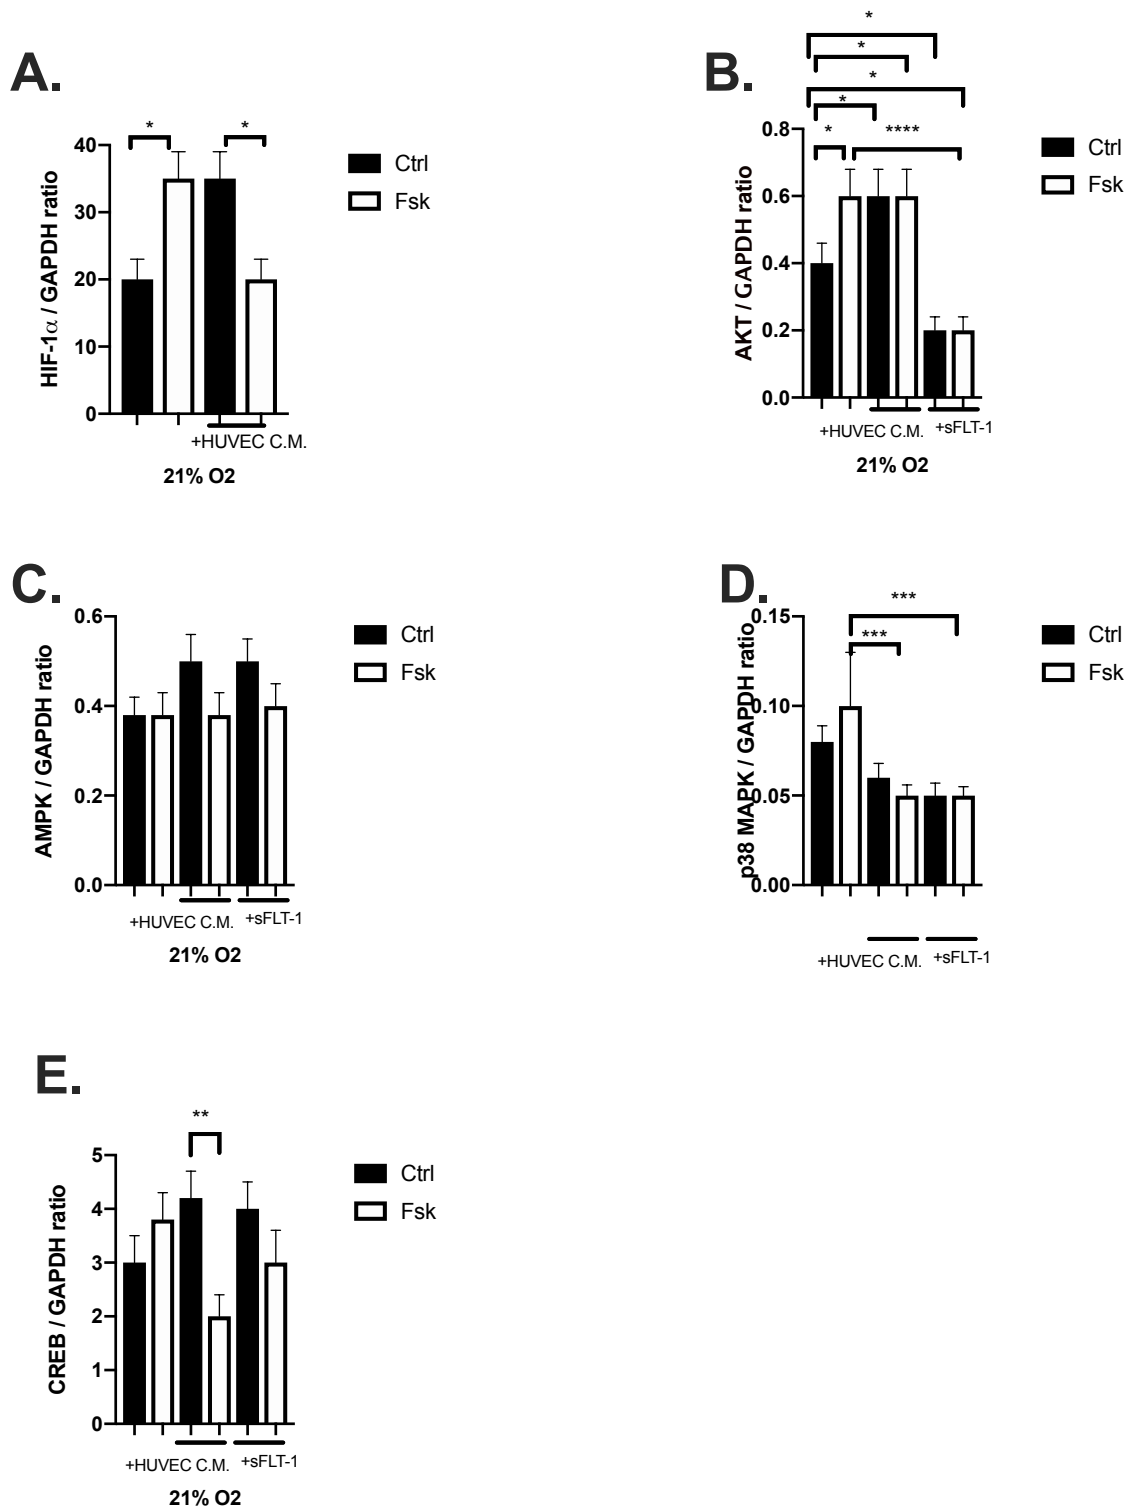 A.
*
*
40
30
20
10
0
HIF-1α / GAPDH ratio
Ctrl
Fsk
+HUVEC C.M.
21% O2
B.
*
*
*
*
*
****
0.8
0.6
0.4
0.2
0.0
AKT / GAPDH ratio
Ctrl
Fsk
+HUVEC C.M.
+sFLT-1
21% O2
C.
0.6
0.4
0.2
0.0
AMPK / GAPDH ratio
Ctrl
Fsk
+HUVEC C.M.
+sFLT-1
21% O2
D.
***
***
0.15
0.10
0.05
0.00
p38 MAPK / GAPDH ratio
Ctrl
Fsk
+HUVEC C.M.
+sFLT-1
E.
**
5
4
3
2
1
0
CREB / GAPDH ratio
Ctrl
Fsk
+HUVEC C.M.
+sFLT-1
21% O2